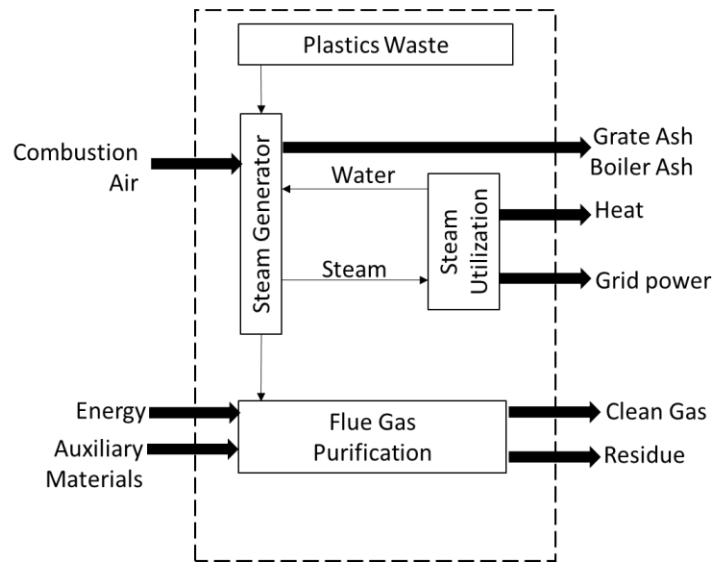 Plastics Waste
Combustion
Air
Steam Generator
Grate Ash
Boiler Ash
Water
Steam
Steam
Utilization
Heat
Grid power
Energy
Auxiliary
Materials
Flue Gas
Purification
Clean Gas
Residue